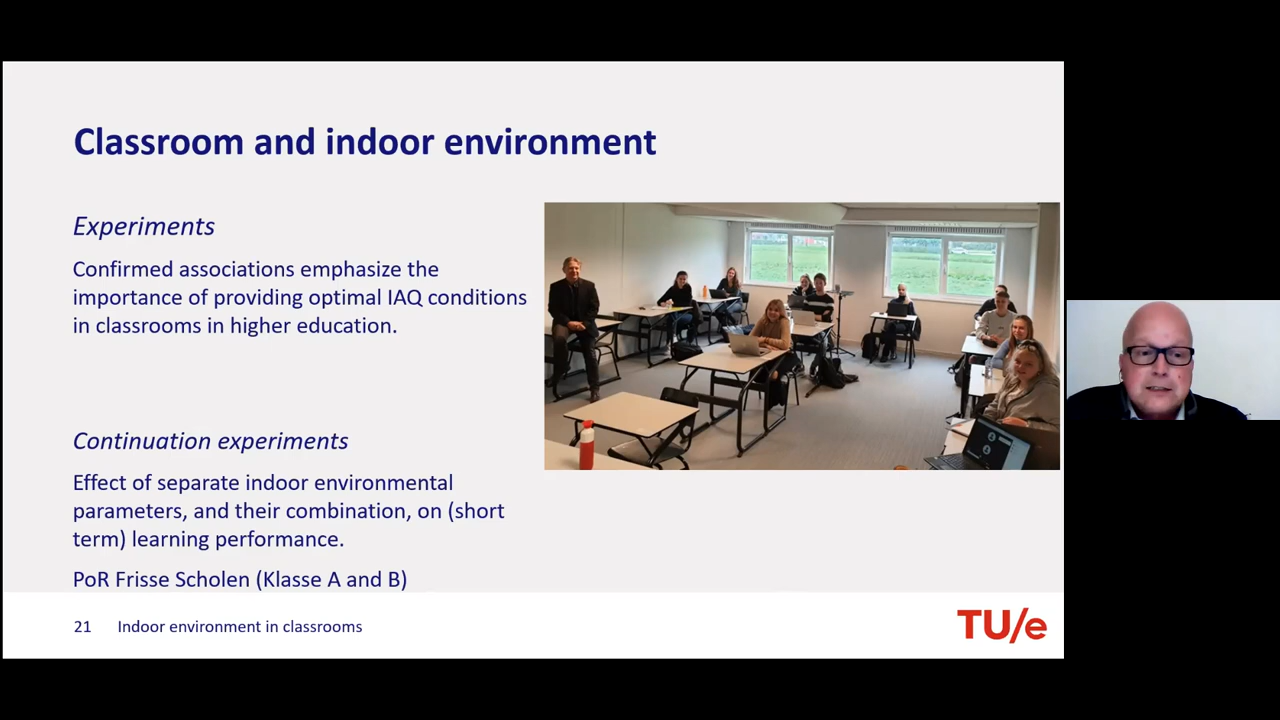 Classroom and indoor environment
Experiments
Confirmed associations emphasize the
importance of providing optimal IAQ conditions
in classrooms in higher education.
Continuation experiments
Effect of separate indoor environmental
parameters, and their combination, on (short
term) learning performance.
PoR Frisse Scholen (Klasse A and B)
21 Indoor environment in classrooms
TU/e